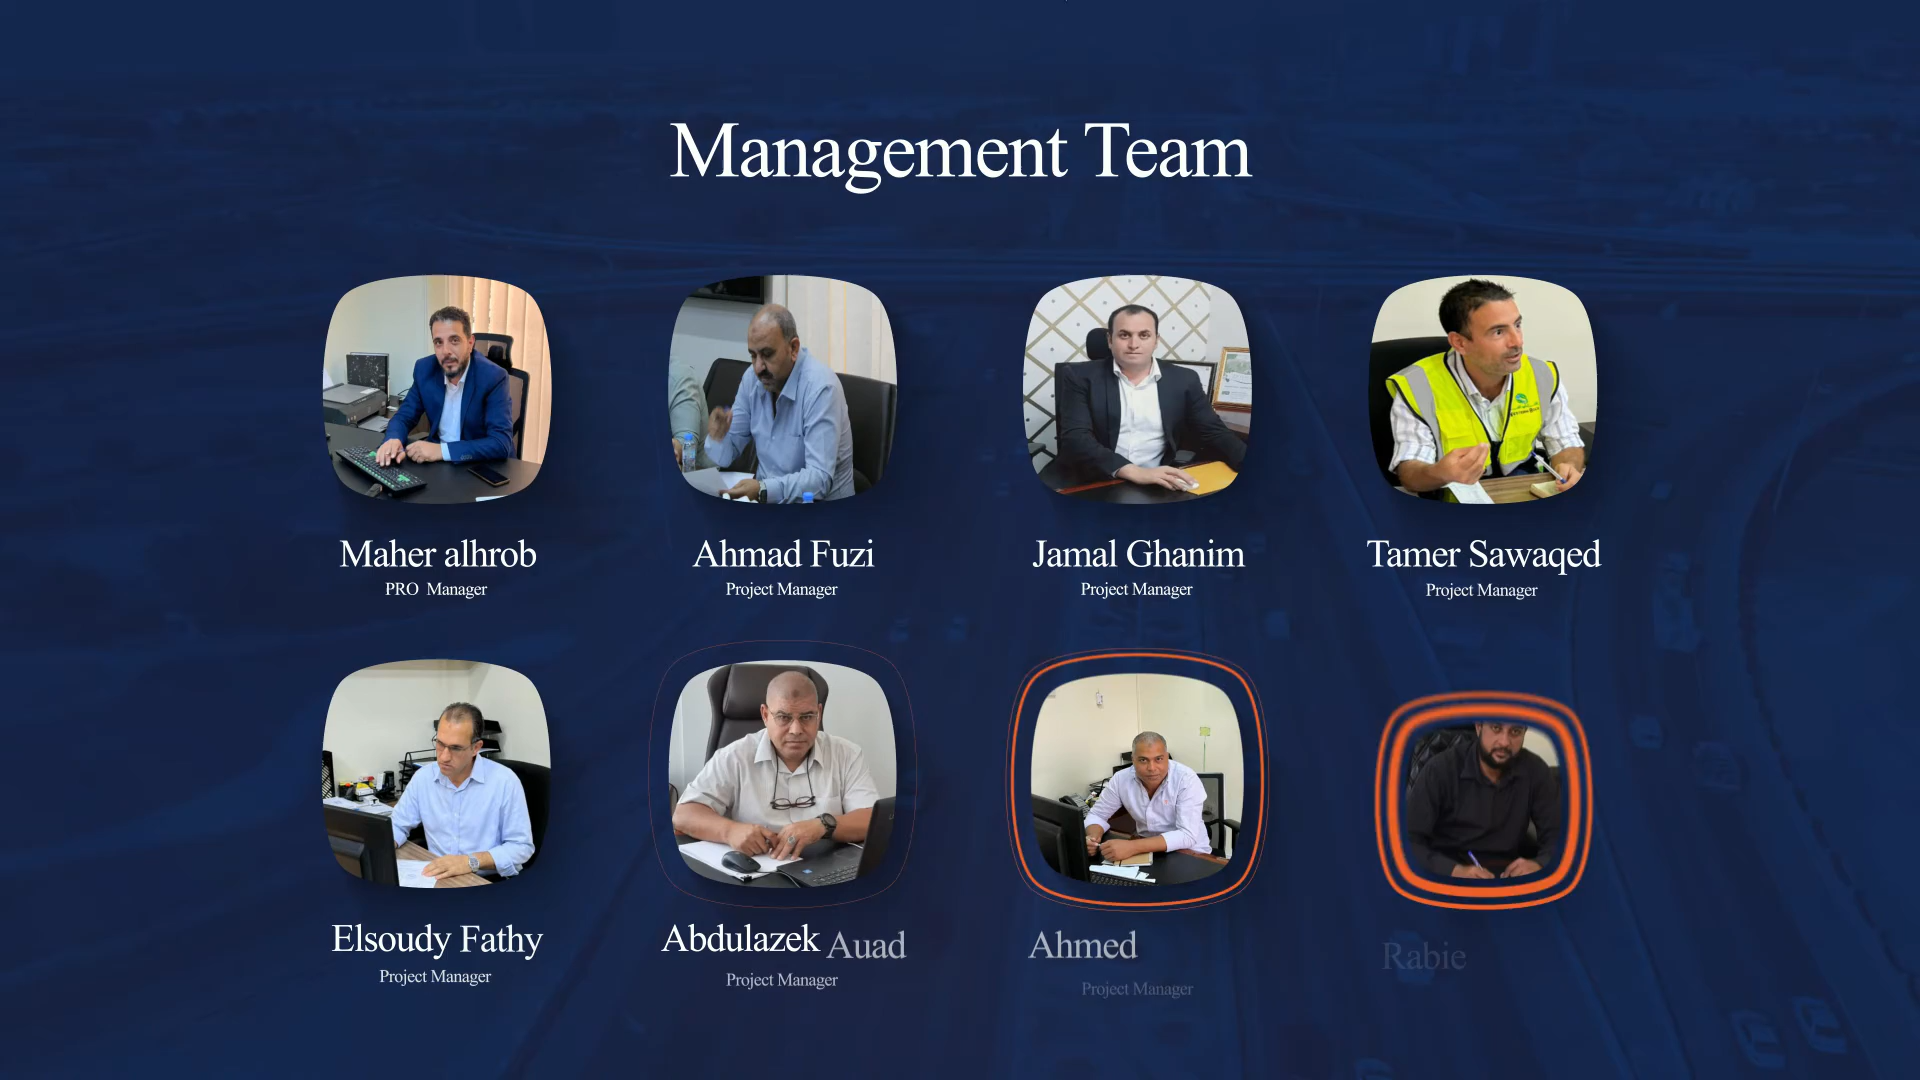 Management Team
Maher alhrob
PRO Manager
Ahmad Fuzi
Project Manager
Jamal Ghanim
Project Manager
Tamer Sawaqed
Project Manager
Elsoudy Fathy
Project Manager
Abdulazek Auad
Project Manager
Ahmed
Project Manager
Rabie